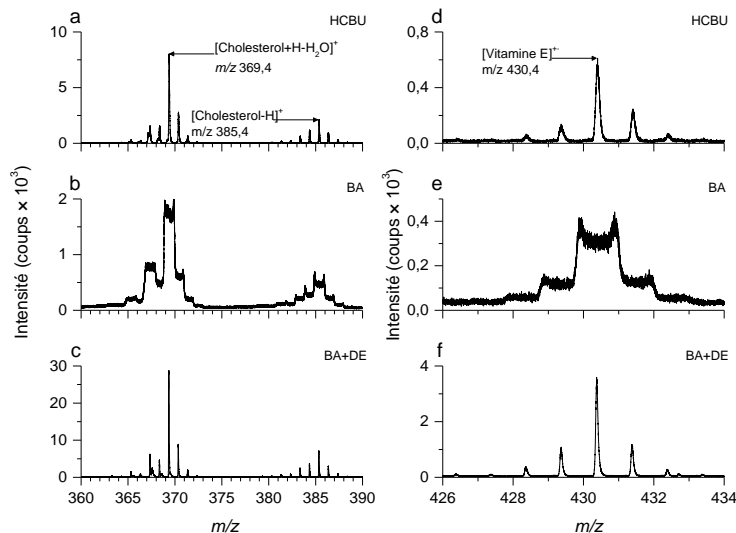 a
HCBU
[Cholesterol+H-H₂O]⁺
m/z 369,4
[Cholesterol-H]⁺
m/z 385,4
10
5
0
b
BA
2
1
0
c
BA+DE
30
20
10
0
360 365 370 375 380 385 390
m/z
Intensité (coups × 10³)
d
HCBU
[Vitamine E]⁺·
m/z 430,4
0,8
0,4
0,0
e
BA
0,4
0,2
0,0
f
BA+DE
4
2
0
426 428 430 432 434
m/z
Intensité (coups × 10³)